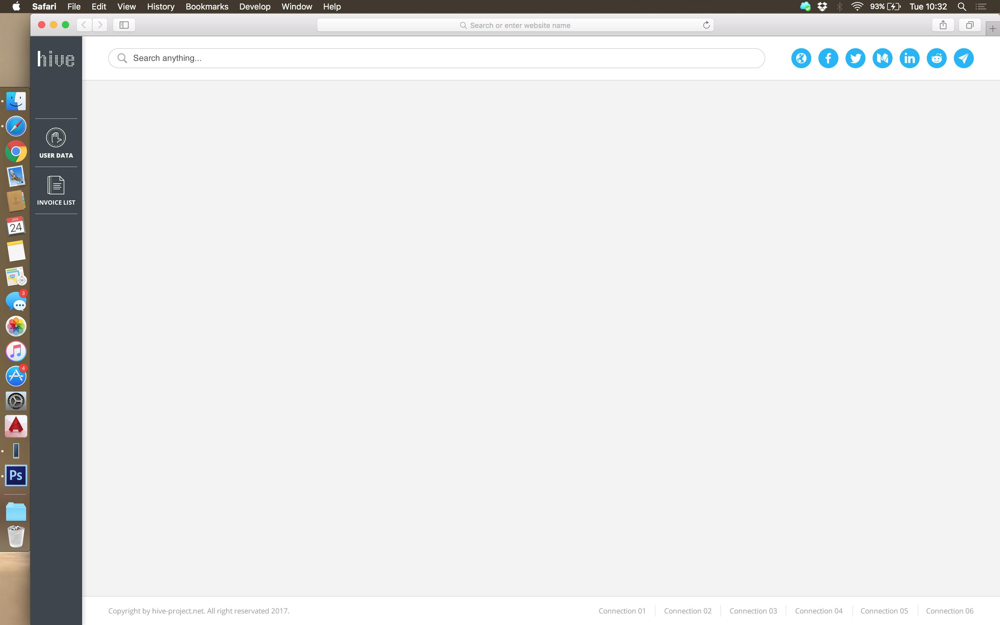 Safari File Edit View History Bookmarks Develop Window Help 93% Tue 10:32
Search or enter website name
hive
Search anything...
USER DATA
INVOICE LIST
JAN
24
3D
3
4
Ps
Copyright by hive-project.net. All right reservated 2017.
Connection 01 Connection 02 Connection 03 Connection 04 Connection 05 Connection 06